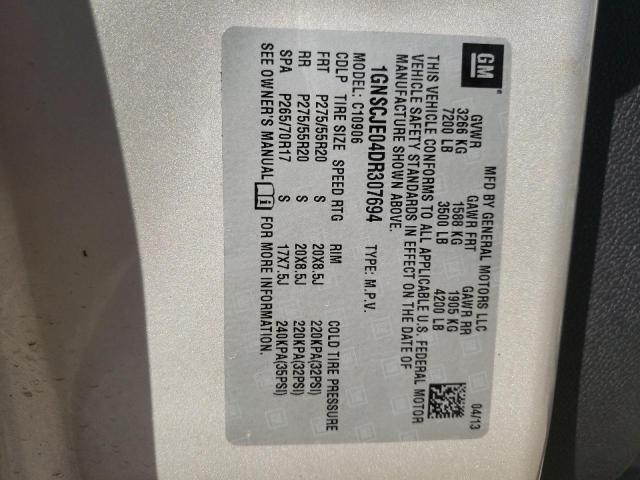 GM
MFD BY GENERAL MOTORS LLC 04/13
GVWR GAWR FRT GAWR RR
3266 KG 1588 KG 1905 KG
7200 LB 3500 LB 4200 LB
THIS VEHICLE CONFORMS TO ALL APPLICABLE U.S. FEDERAL MOTOR
VEHICLE SAFETY STANDARDS IN EFFECT ON THE DATE OF
MANUFACTURE SHOWN ABOVE.
1GNSCJE04DR307694 TYPE: M.P.V.
MODEL: C10906
CDLP TIRE SIZE SPEED RTG RIM COLD TIRE PRESSURE
FRT P275/55R20 S 20X8.5J 220KPA(32PSI)
RR P275/55R20 S 20X8.5J 220KPA(32PSI)
SPA P265/70R17 S 17X7.5J 240KPA(35PSI)
SEE OWNER'S MANUAL i FOR MORE INFORMATION.